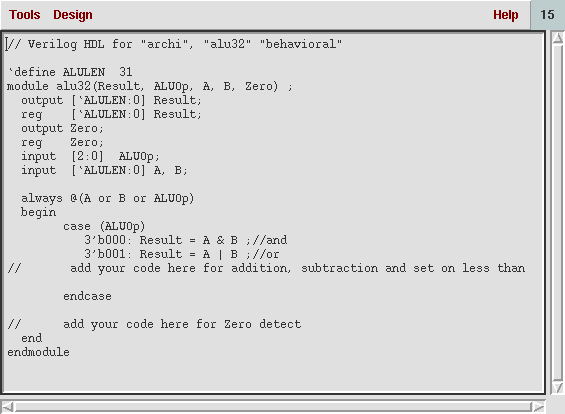 Tools Design Help 15
// Verilog HDL for "archi", "alu32" "behavioral"
`define ALULEN  31
module alu32(Result, ALUOp, A, B, Zero) ;
  output [`ALULEN:0] Result;
  reg    [`ALULEN:0] Result;
  output Zero;
  reg    Zero;
  input  [2:0]  ALUOp;
  input  [`ALULEN:0] A, B;
  always @(A or B or ALUOp)
  begin
        case (ALUOp)
           3'b000: Result = A & B ;//and
           3'b001: Result = A | B ;//or
//       add your code here for addition, subtraction and set on less than
        endcase
//      add your code here for Zero detect
  end
endmodule